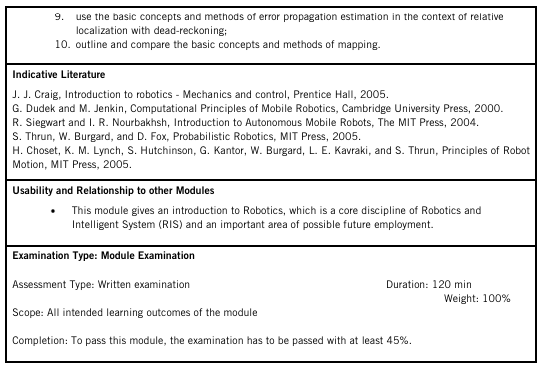 9. use the basic concepts and methods of error propagation estimation in the context of relative
localization with dead-reckoning;
10. outline and compare the basic concepts and methods of mapping.
Indicative Literature
J. J. Craig, Introduction to robotics - Mechanics and control, Prentice Hall, 2005.
G. Dudek and M. Jenkin, Computational Principles of Mobile Robotics, Cambridge University Press, 2000.
R. Siegwart and I. R. Nourbakhsh, Introduction to Autonomous Mobile Robots, The MIT Press, 2004.
S. Thrun, W. Burgard, and D. Fox, Probabilistic Robotics, MIT Press, 2005.
H. Choset, K. M. Lynch, S. Hutchinson, G. Kantor, W. Burgard, L. E. Kavraki, and S. Thrun, Principles of Robot
Motion, MIT Press, 2005.
Usability and Relationship to other Modules
• This module gives an introduction to Robotics, which is a core discipline of Robotics and
Intelligent System (RIS) and an important area of possible future employment.
Examination Type: Module Examination
Assessment Type: Written examination Duration: 120 min
Weight: 100%
Scope: All intended learning outcomes of the module
Completion: To pass this module, the examination has to be passed with at least 45%.